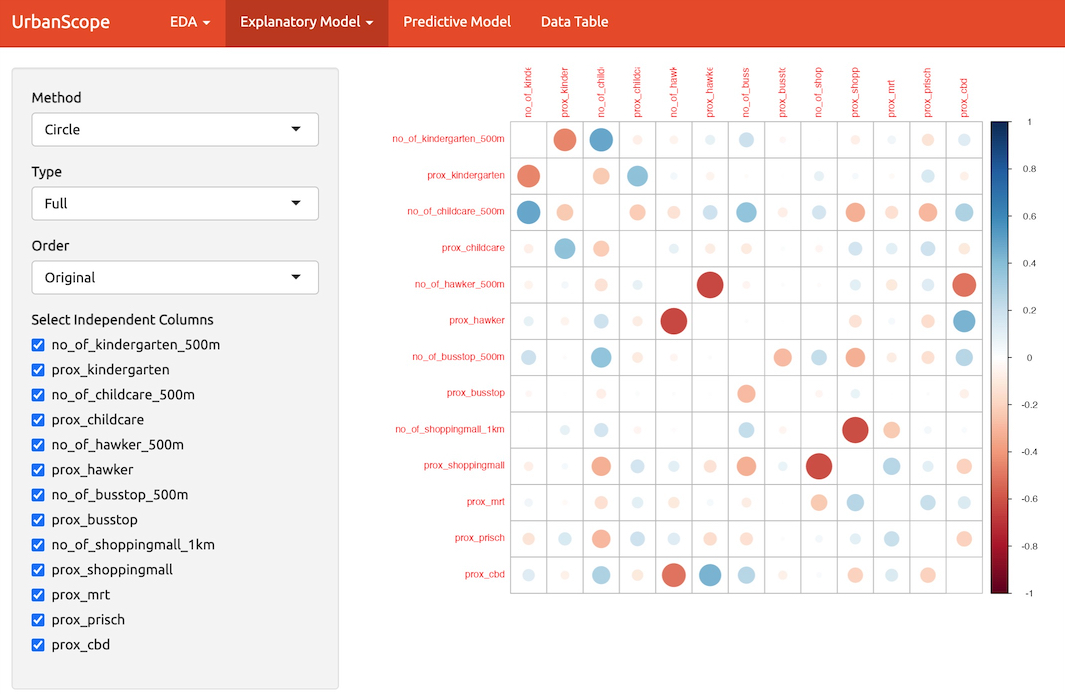 UrbanScope EDA Explanatory Model Predictive Model Data Table
Method
Circle
Type
Full
Order
Original
Select Independent Columns
no_of_kindergarten_500m
prox_kindergarten
no_of_childcare_500m
prox_childcare
no_of_hawker_500m
prox_hawker
no_of_busstop_500m
prox_busstop
no_of_shoppingmall_1km
prox_shoppingmall
prox_mrt
prox_prisch
prox_cbd
no_of_kinde
prox_kinder
no_of_child
prox_childca
no_of_hawk
prox_hawke
no_of_buss
prox_bussto
no_of_shop
prox_shopp
prox_mrt
prox_prisch
prox_cbd
no_of_kindergarten_500m
prox_kindergarten
no_of_childcare_500m
prox_childcare
no_of_hawker_500m
prox_hawker
no_of_busstop_500m
prox_busstop
no_of_shoppingmall_1km
prox_shoppingmall
prox_mrt
prox_prisch
prox_cbd
1
0.8
0.6
0.4
0.2
0
-0.2
-0.4
-0.6
-0.8
-1